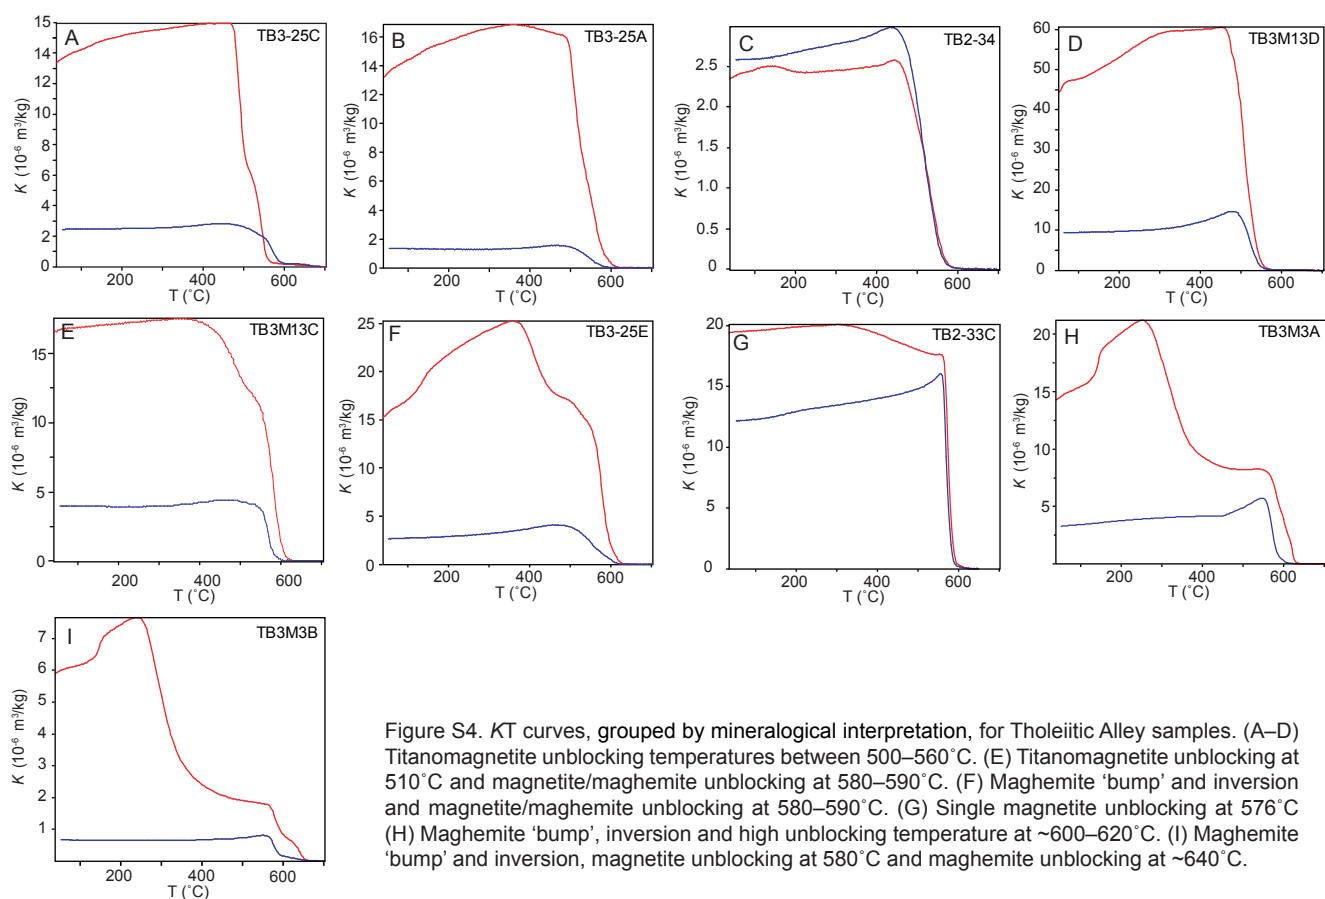 A
TB3-25C
15
14
12
10
8
6
4
2
0
K (10⁻⁶ m³/kg)
200 400 600
T (˚C)
B
TB3-25A
16
14
12
10
8
6
4
2
0
K (10⁻⁶ m³/kg)
200 400 600
T (˚C)
C
TB2-34
2.5
2
1.0
.5
0
K (10⁻⁶ m³/kg)
200 400 600
T (˚C)
D
TB3M13D
60
50
40
30
20
10
0
K (10⁻⁶ m³/kg)
200 400 600
T (˚C)
E
TB3M13C
15
10
5
0
K (10⁻⁶ m³/kg)
200 400 600
T (˚C)
F
TB3-25E
25
20
15
10
5
0
K (10⁻⁶ m³/kg)
200 400 600
T (˚C)
G
TB2-33C
20
15
10
5
0
K (10⁻⁶ m³/kg)
200 400 600
T (˚C)
H
TB3M3A
20
15
10
5
0
K (10⁻⁶ m³/kg)
200 400 600
T (˚C)
I
TB3M3B
7
6
5
4
3
2
1
K (10⁻⁶ m³/kg)
200 400 600
T (˚C)
Figure S4. KT curves, grouped by mineralogical interpretation, for Tholeiitic Alley samples. (A–D)
Titanomagnetite unblocking temperatures between 500–560˚C. (E) Titanomagnetite unblocking at
510˚C and magnetite/maghemite unblocking at 580–590˚C. (F) Maghemite ‘bump’ and inversion
and magnetite/maghemite unblocking at 580–590˚C. (G) Single magnetite unblocking at 576˚C
(H) Maghemite ‘bump’, inversion and high unblocking temperature at ~600–620˚C. (I) Maghemite
‘bump’ and inversion, magnetite unblocking at 580˚C and maghemite unblocking at ~640˚C.